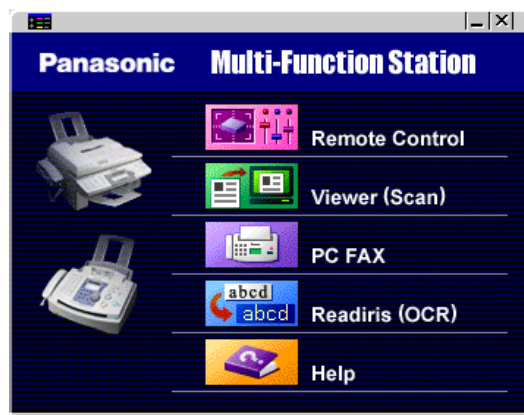 Panasonic Multi-Function Station
Remote Control
Viewer (Scan)
PC FAX
abcd
abcd
Readiris (OCR)
?
Help